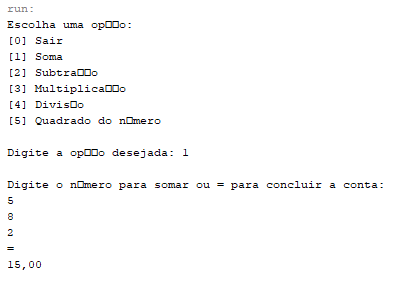 run:
Escolha uma op□□o:
[0] Sair
[1] Soma
[2] Subtra□□o
[3] Multiplica□□o
[4] Divis□o
[5] Quadrado do n□mero
Digite a op□□o desejada: 1
Digite o n□mero para somar ou = para concluir a conta:
5
8
2
=
15,00